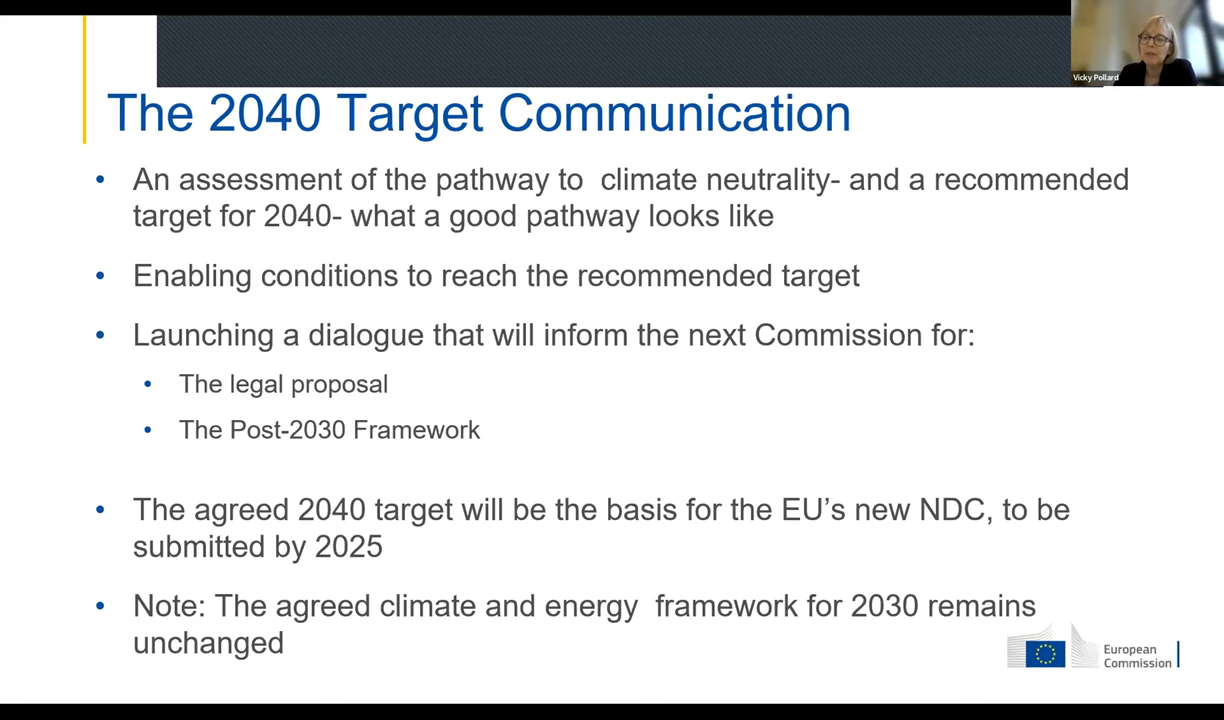 Vicky Pollard
The 2040 Target Communication
• An assessment of the pathway to  climate neutrality- and a recommended
target for 2040- what a good pathway looks like
• Enabling conditions to reach the recommended target
• Launching a dialogue that will inform the next Commission for:
• The legal proposal
• The Post-2030 Framework
• The agreed 2040 target will be the basis for the EU’s new NDC, to be
submitted by 2025
• Note: The agreed climate and energy  framework for 2030 remains
unchanged
European
Commission